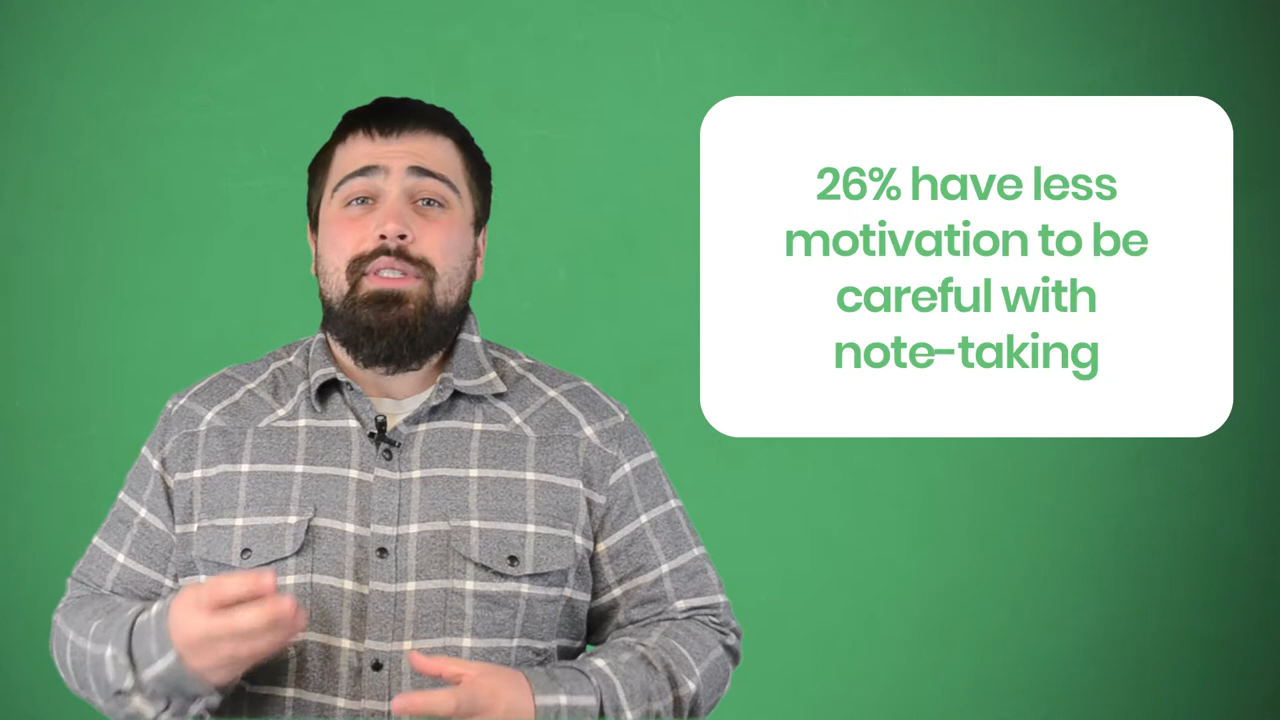 26% have less
motivation to be
careful with
note-taking